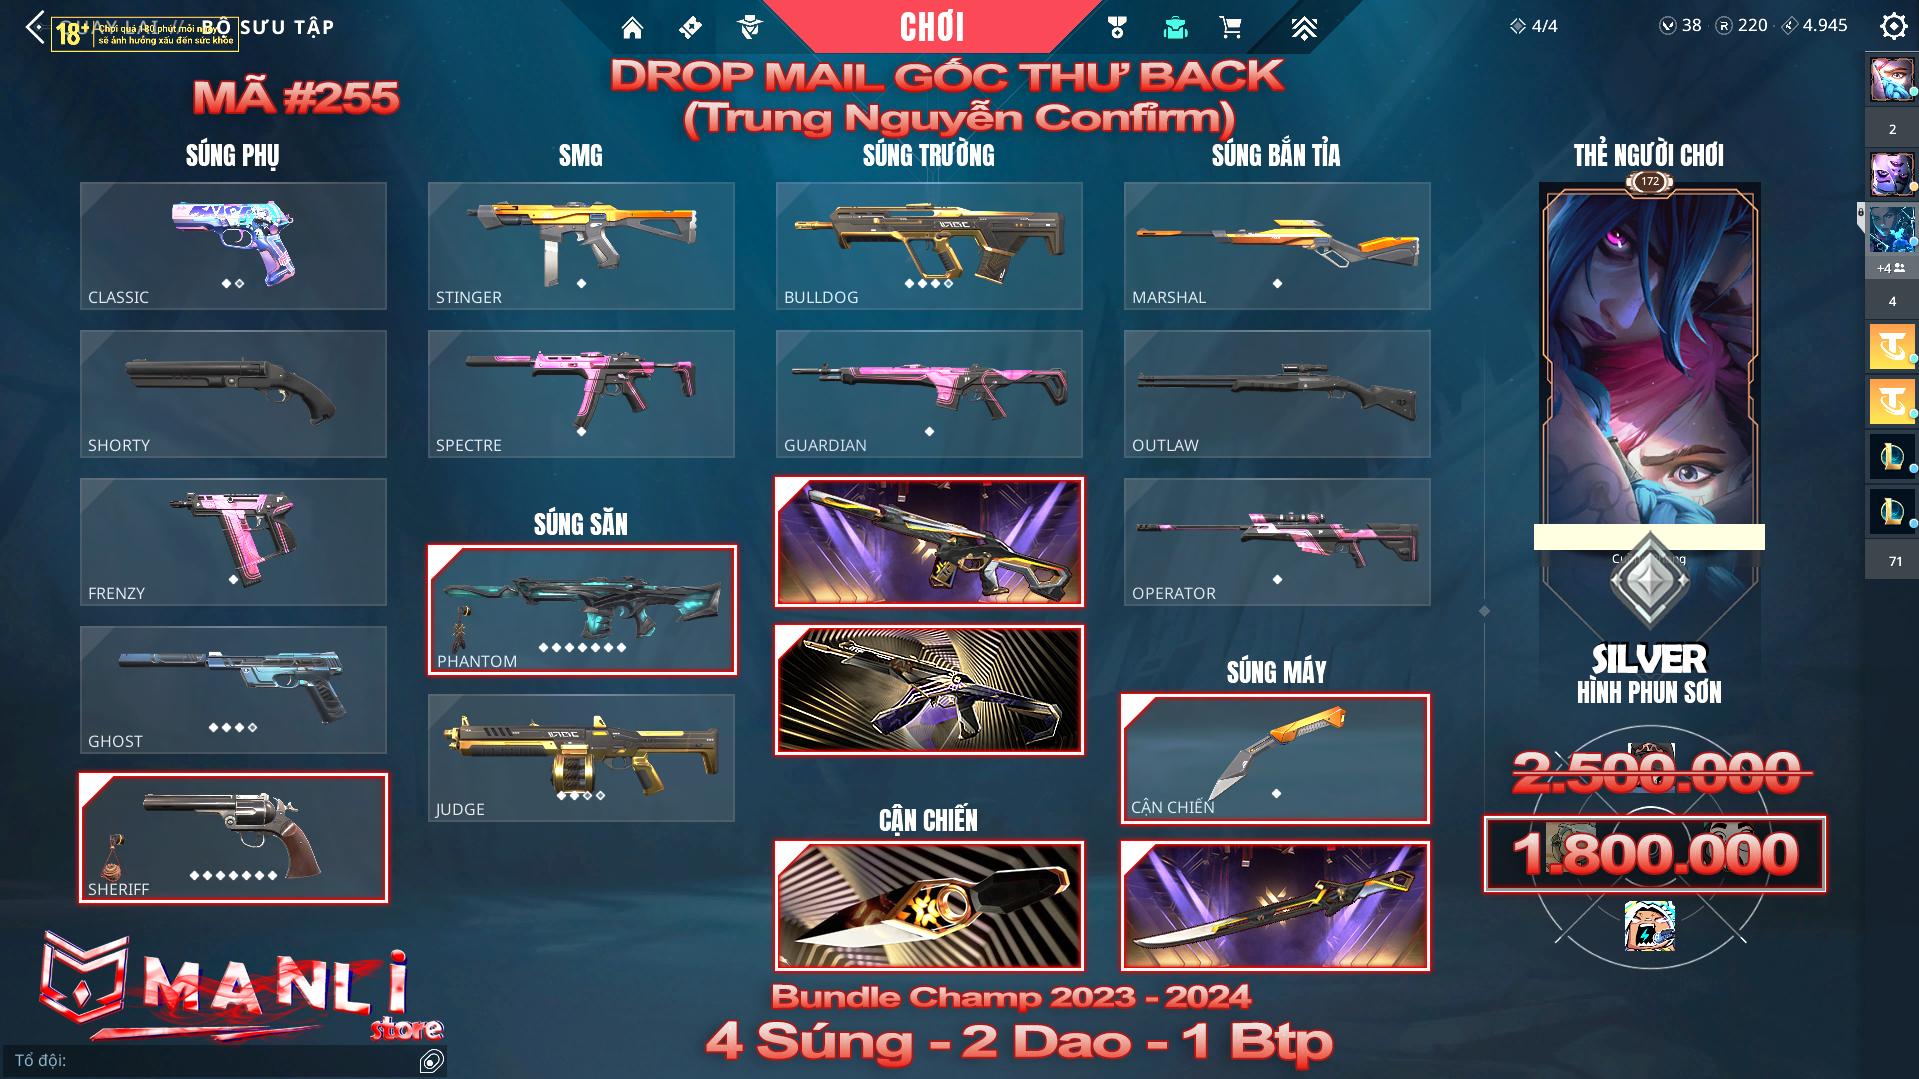 BỘ SƯU TẬP
18+
Chơi quá 180 phút mỗi ngày
sẽ ảnh hưởng xấu đến sức khỏe
CHƠI
4/4
38
220
4.945
MÃ #255
DROP MAIL GỐC THƯ BACK
(Trung Nguyễn Confirm)
SÚNG PHỤ
SMG
SÚNG TRƯỜNG
SÚNG BẮN TỈA
THẺ NGƯỜI CHƠI
172
CLASSIC
STINGER
BULLDOG
MARSHAL
SHORTY
SPECTRE
GUARDIAN
OUTLAW
FRENZY
SÚNG SĂN
OPERATOR
PHANTOM
GHOST
SÚNG MÁY
JUDGE
CẬN CHIẾN
CẬN CHIẾN
SHERIFF
SILVER
HÌNH PHUN SƠN
2.500.000
1.800.000
2
+4
4
71
MANLI
store
Bundle Champ 2023 - 2024
4 Súng - 2 Dao - 1 Btp
Tổ đội: